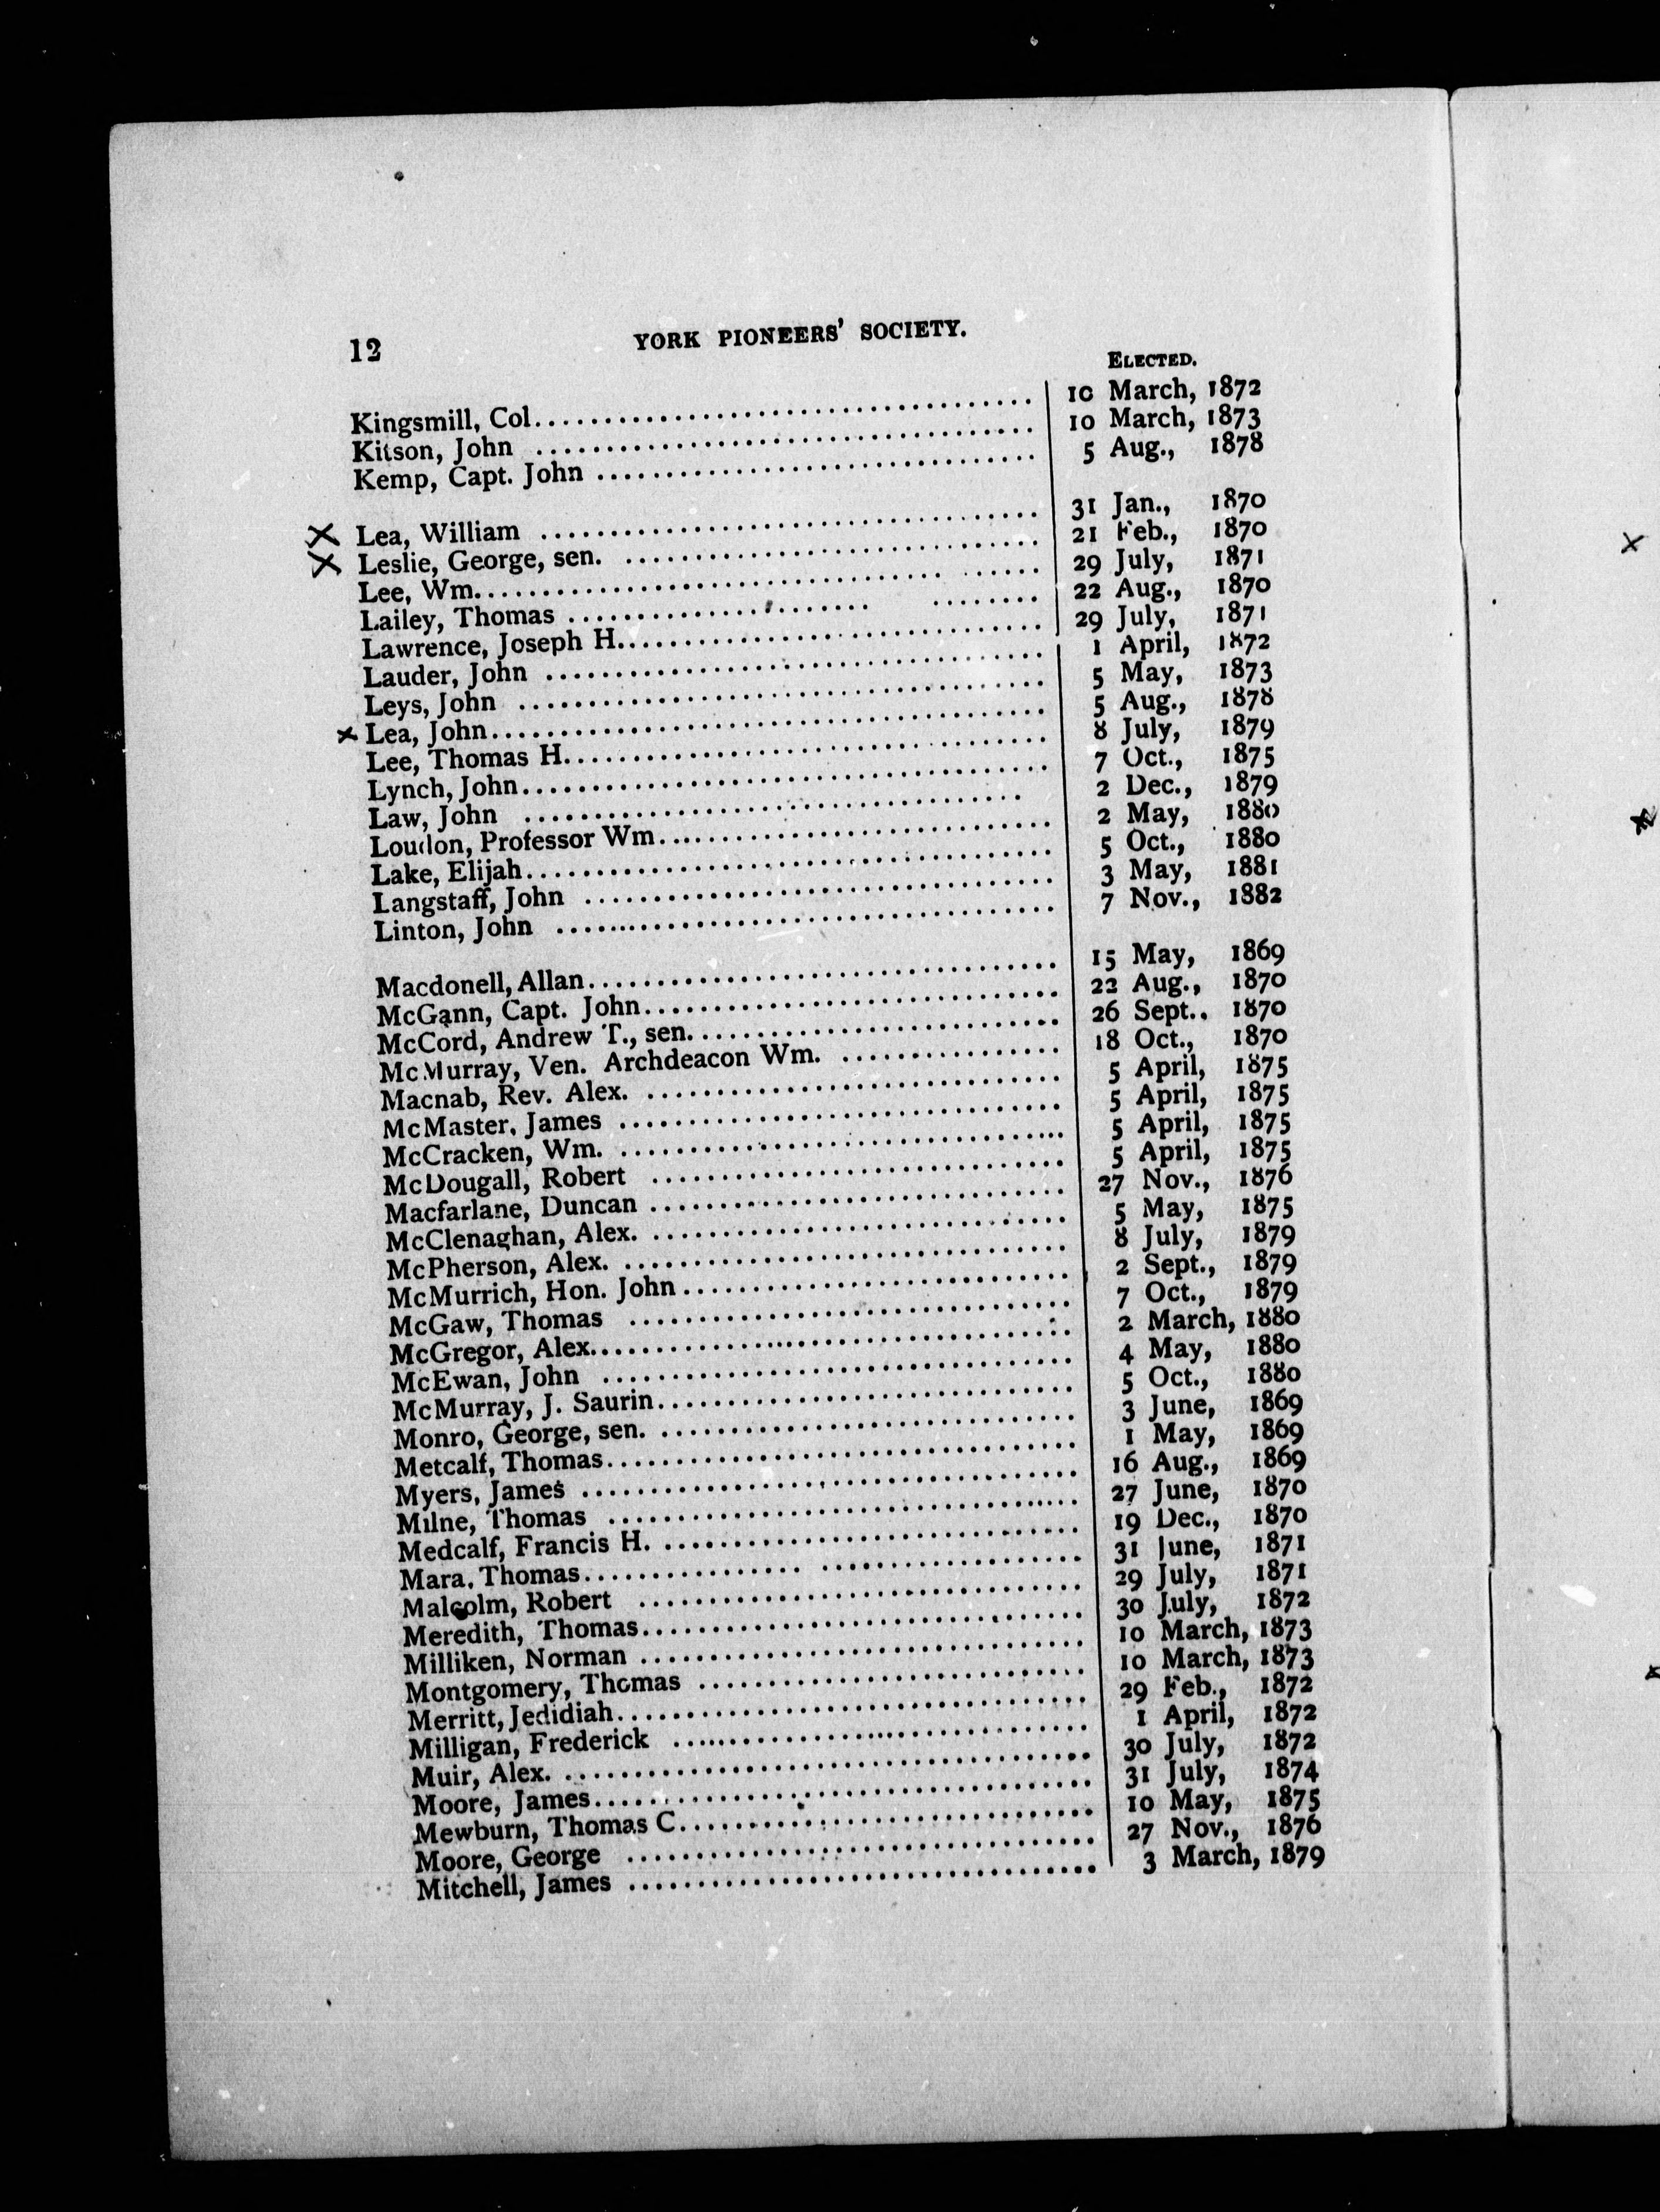 12 YORK PIONEERS' SOCIETY.
ELECTED.
Kingsmill, Col. 10 March, 1872
Kitson, John 10 March, 1873
Kemp, Capt. John 5 Aug., 1878
X Lea, William 31 Jan., 1870
X Leslie, George, sen. 21 Feb., 1870
Lee, Wm. 29 July, 1871
Lailey, Thomas 22 Aug., 1870
Lawrence, Joseph H. 29 July, 1871
Lauder, John 1 April, 1872
Leys, John 5 May, 1873
x Lea, John 5 Aug., 1878
Lee, Thomas H. 8 July, 1879
Lynch, John 7 Oct., 1875
Law, John 2 Dec., 1879
Loudon, Professor Wm. 2 May, 1880
Lake, Elijah 5 Oct., 1880
Langstaff, John 3 May, 1881
Linton, John 7 Nov., 1882
Macdonell, Allan 15 May, 1869
McGann, Capt. John 22 Aug., 1870
McCord, Andrew T., sen. 26 Sept., 1870
McMurray, Ven. Archdeacon Wm. 18 Oct., 1870
Macnab, Rev. Alex. 5 April, 1875
McMaster, James 5 April, 1875
McCracken, Wm. 5 April, 1875
McDougall, Robert 5 April, 1875
Macfarlane, Duncan 27 Nov., 1876
McClenaghan, Alex. 5 May, 1875
McPherson, Alex. 8 July, 1879
McMurrich, Hon. John 2 Sept., 1879
McGaw, Thomas 7 Oct., 1879
McGregor, Alex. 2 March, 1880
McEwan, John 4 May, 1880
McMurray, J. Saurin 5 Oct., 1880
Monro, George, sen. 3 June, 1869
Metcalf, Thomas 1 May, 1869
Myers, James 16 Aug., 1869
Milne, Thomas 27 June, 1870
Medcalf, Francis H. 19 Dec., 1870
Mara, Thomas 31 June, 1871
Malcolm, Robert 29 July, 1871
Meredith, Thomas 30 July, 1872
Milliken, Norman 10 March, 1873
Montgomery, Thomas 10 March, 1873
Merritt, Jedidiah 29 Feb., 1872
Milligan, Frederick 1 April, 1872
Muir, Alex. 30 July, 1872
Moore, James 31 July, 1874
Mewburn, Thomas C. 10 May, 1875
Moore, George 27 Nov., 1876
Mitchell, James 3 March, 1879